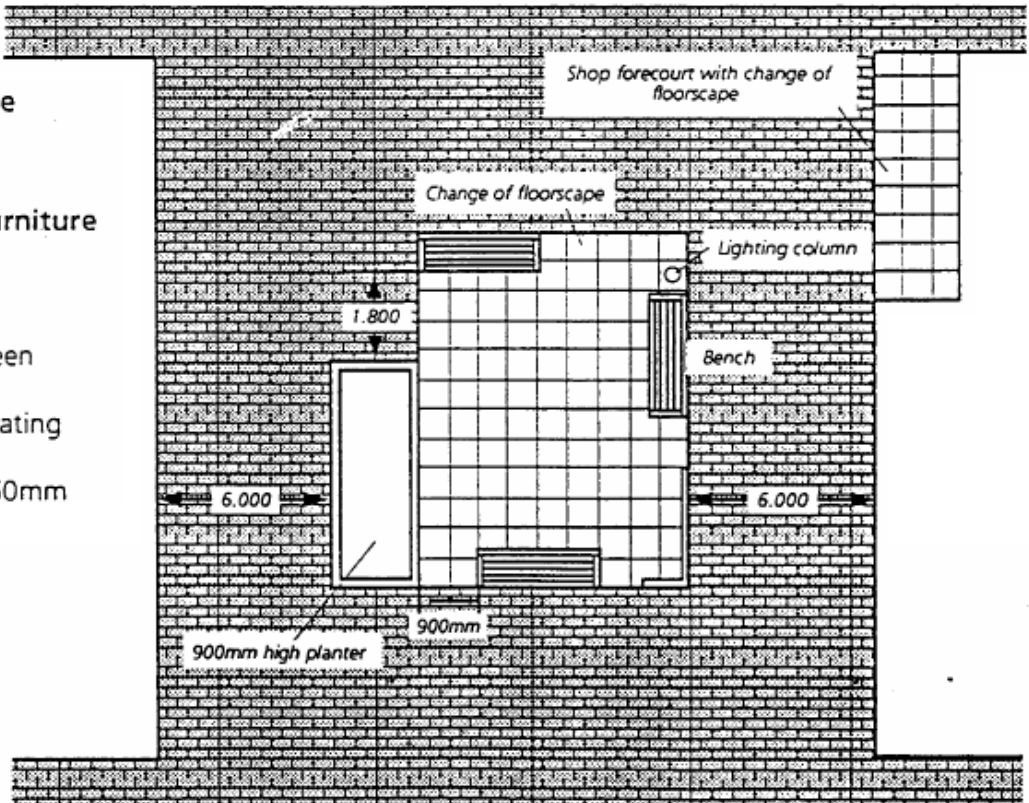 e
urniture
een
ating
50mm
Shop forecourt with change of
floorscape
Change of floorscape
Lighting column
1.800
Bench
6.000
6.000
900mm
900mm high planter